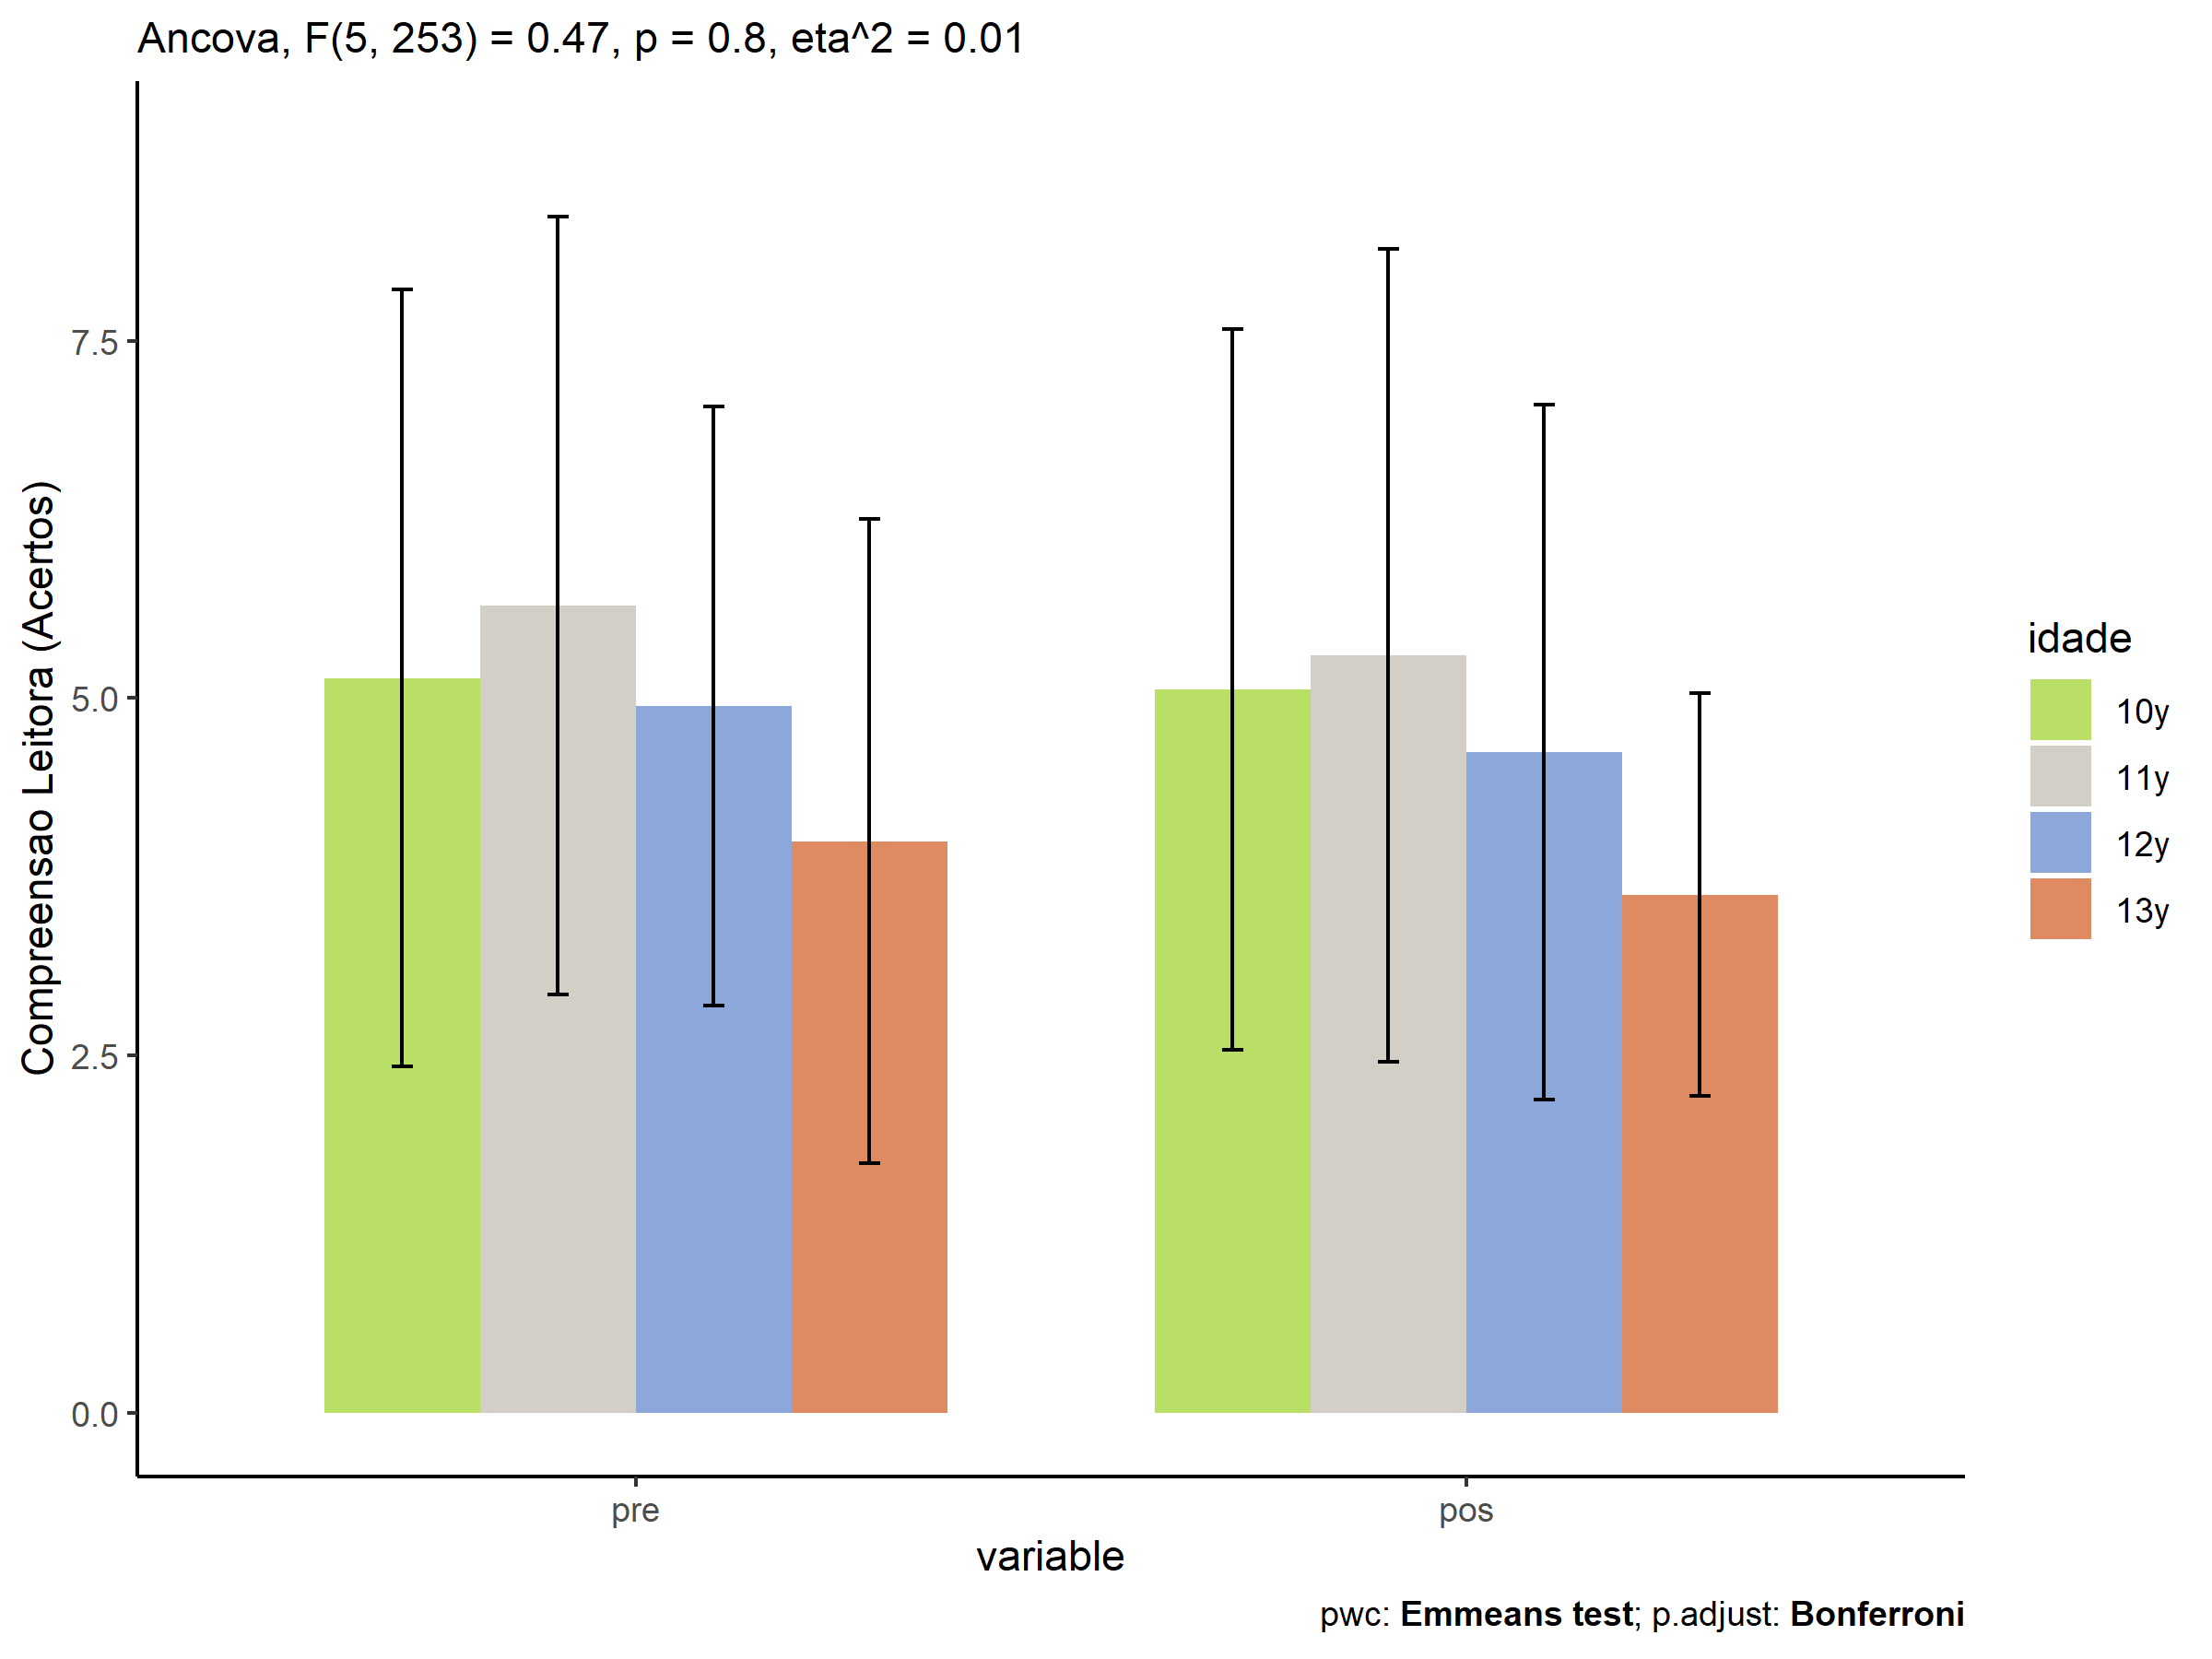 Ancova, F(5, 253) = 0.47, p = 0.8, eta^2 = 0.01
Compreensao Leitora (Acertos)
7.5
5.0
2.5
0.0
pre
pos
variable
idade
10y
11y
12y
13y
pwc: Emmeans test; p.adjust: Bonferroni